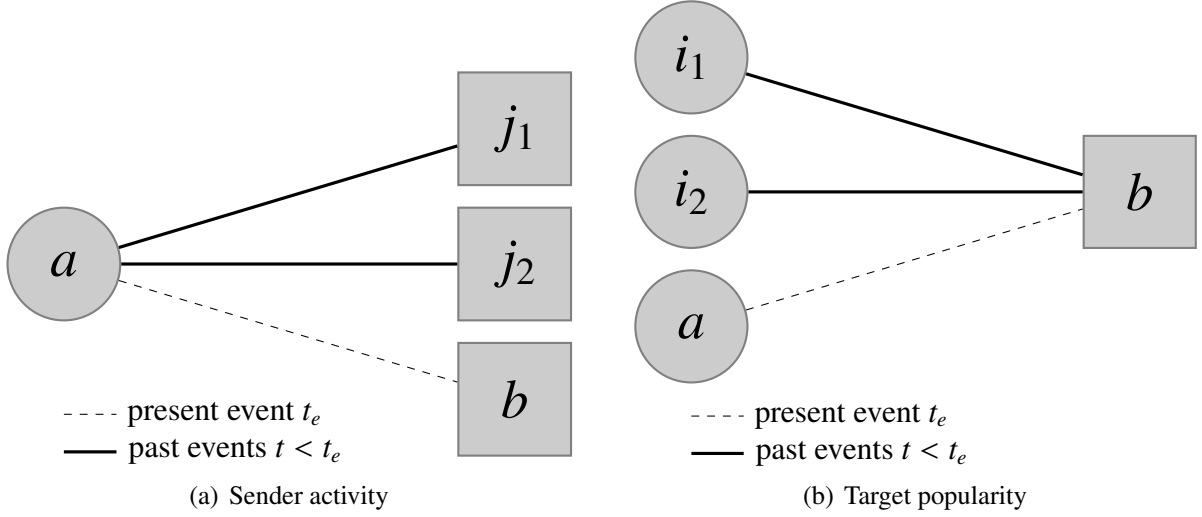 j₁
a
j₂
b
present event tₑ
past events t < tₑ
(a) Sender activity
i₁
i₂
b
a
present event tₑ
past events t < tₑ
(b) Target popularity